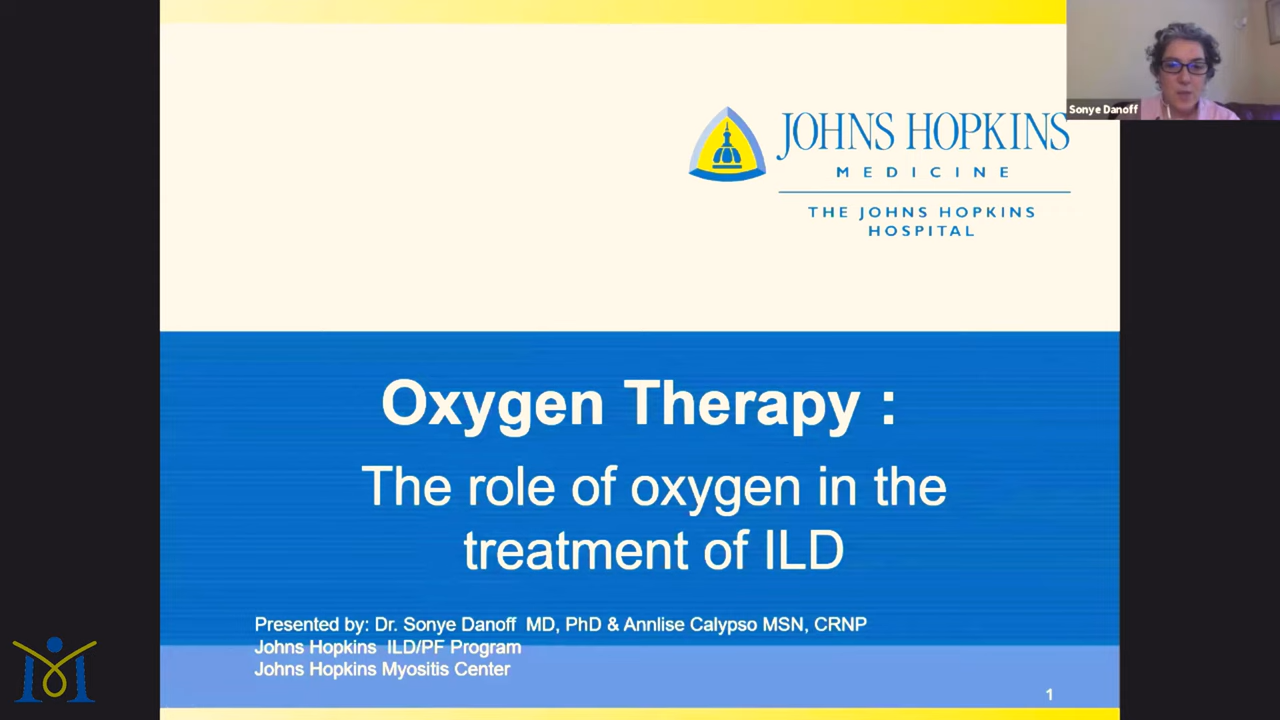 Sonye Danoff
JOHNS HOPKINS
MEDICINE
THE JOHNS HOPKINS
HOSPITAL
Oxygen Therapy :
The role of oxygen in the
treatment of ILD
Presented by: Dr. Sonye Danoff MD, PhD & Annlise Calypso MSN, CRNP
Johns Hopkins ILD/PF Program
Johns Hopkins Myositis Center
1